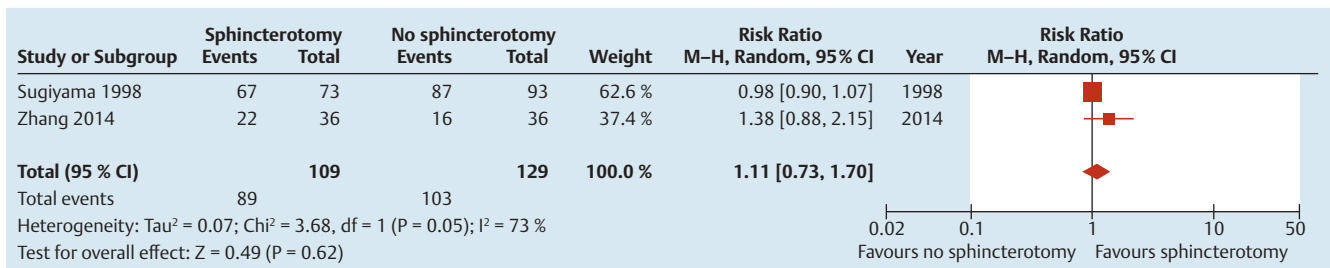 Sphincterotomy No sphincterotomy Risk Ratio Risk Ratio
Study or Subgroup Events Total Events Total Weight M–H, Random, 95% CI Year M–H, Random, 95% CI
Sugiyama 1998 67 73 87 93 62.6 % 0.98 [0.90, 1.07] 1998
Zhang 2014 22 36 16 36 37.4 % 1.38 [0.88, 2.15] 2014
Total (95 % CI) 109 129 100.0 % 1.11 [0.73, 1.70]
Total events 89 103
Heterogeneity: Tau² = 0.07; Chi² = 3.68, df = 1 (P = 0.05); I² = 73 %
Test for overall effect: Z = 0.49 (P = 0.62)
0.02 0.1 1 10 50
Favours no sphincterotomy Favours sphincterotomy